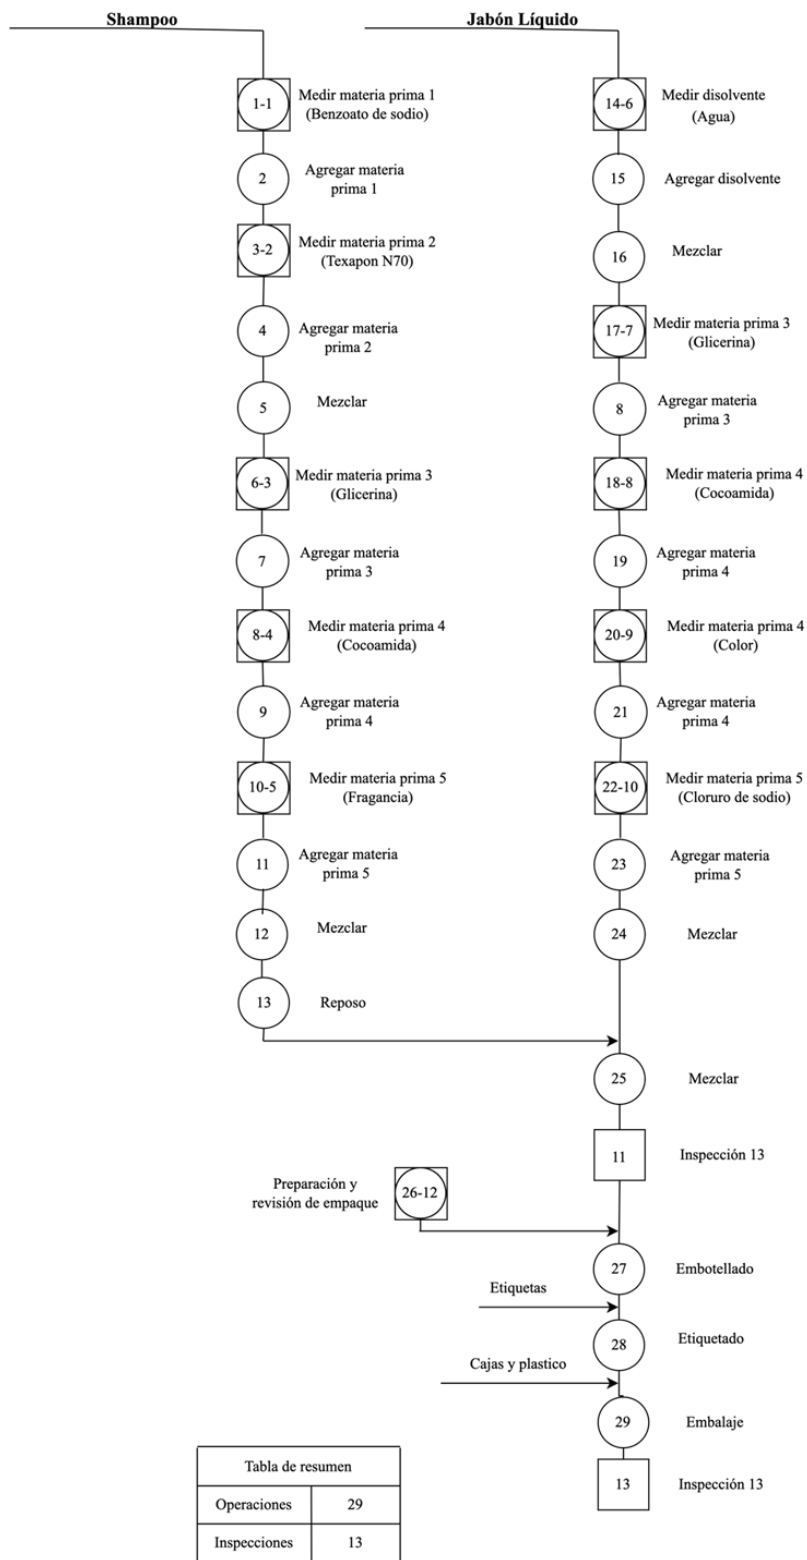 Shampoo
1-1
Medir materia prima 1
(Benzoato de sodio)
2
Agregar materia
prima 1
3-2
Medir materia prima 2
(Texapon N70)
4
Agregar materia
prima 2
5
Mezclar
6-3
Medir materia prima 3
(Glicerina)
7
Agregar materia
prima 3
8-4
Medir materia prima 4
(Cocoamida)
9
Agregar materia
prima 4
10-5
Medir materia prima 5
(Fragancia)
11
Agregar materia
prima 5
12
Mezclar
13
Reposo
Jabón Líquido
14-6
Medir disolvente
(Agua)
15
Agregar disolvente
16
Mezclar
17-7
Medir materia prima 3
(Glicerina)
8
Agregar materia
prima 3
18-8
Medir materia prima 4
(Cocoamida)
19
Agregar materia
prima 4
20-9
Medir materia prima 4
(Color)
21
Agregar materia
prima 4
22-10
Medir materia prima 5
(Cloruro de sodio)
23
Agregar materia
prima 5
24
Mezclar
25
Mezclar
11
Inspección 13
Preparación y
revisión de empaque
26-12
27
Embotellado
Etiquetas
28
Etiquetado
Cajas y plastico
29
Embalaje
13
Inspección 13
Tabla de resumen
Operaciones 29
Inspecciones 13